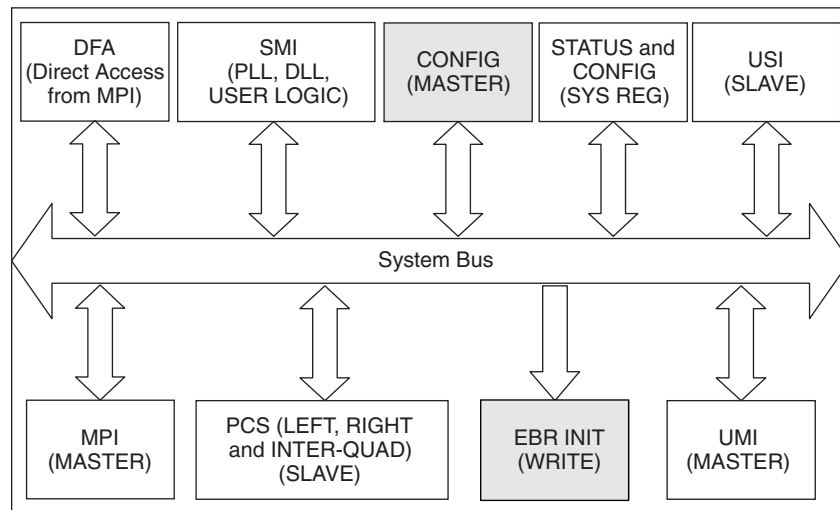 DFA
(Direct Access
from MPI)
SMI
(PLL, DLL,
USER LOGIC)
CONFIG
(MASTER)
STATUS and
CONFIG
(SYS REG)
USI
(SLAVE)
System Bus
MPI
(MASTER)
PCS (LEFT, RIGHT
and INTER-QUAD)
(SLAVE)
EBR INIT
(WRITE)
UMI
(MASTER)